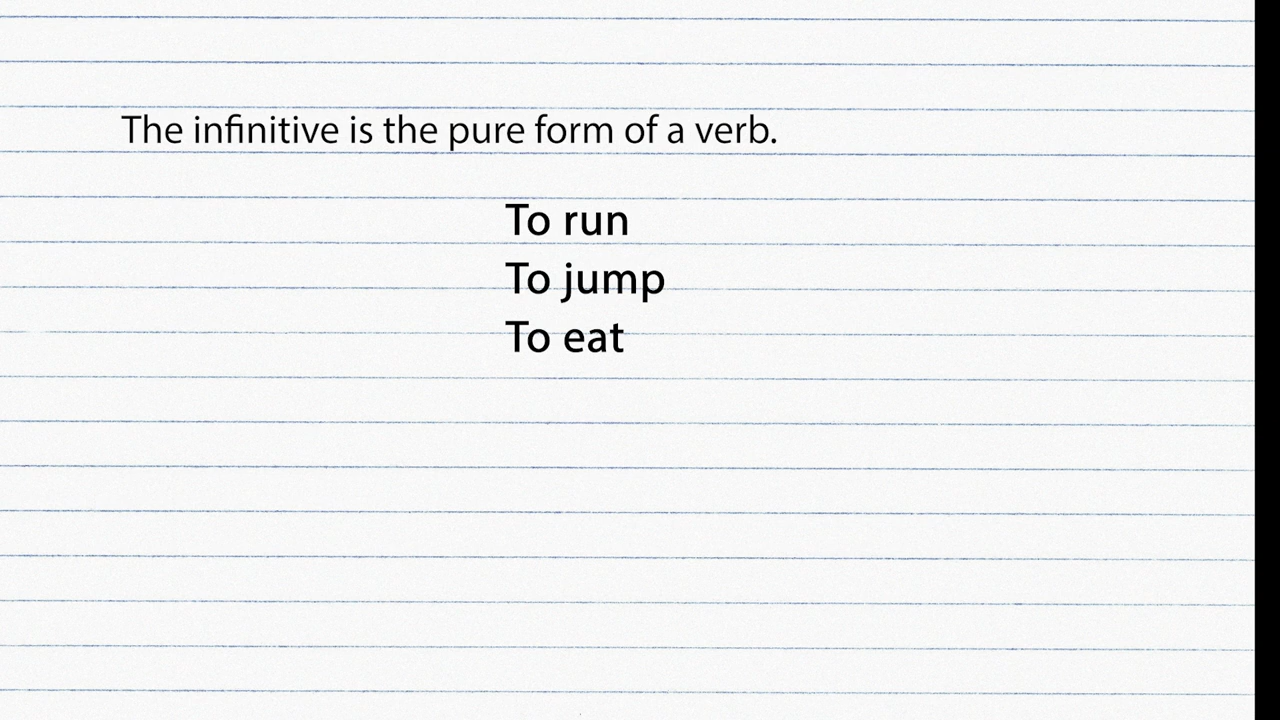 The infinitive is the pure form of a verb.
To run
To jump
To eat